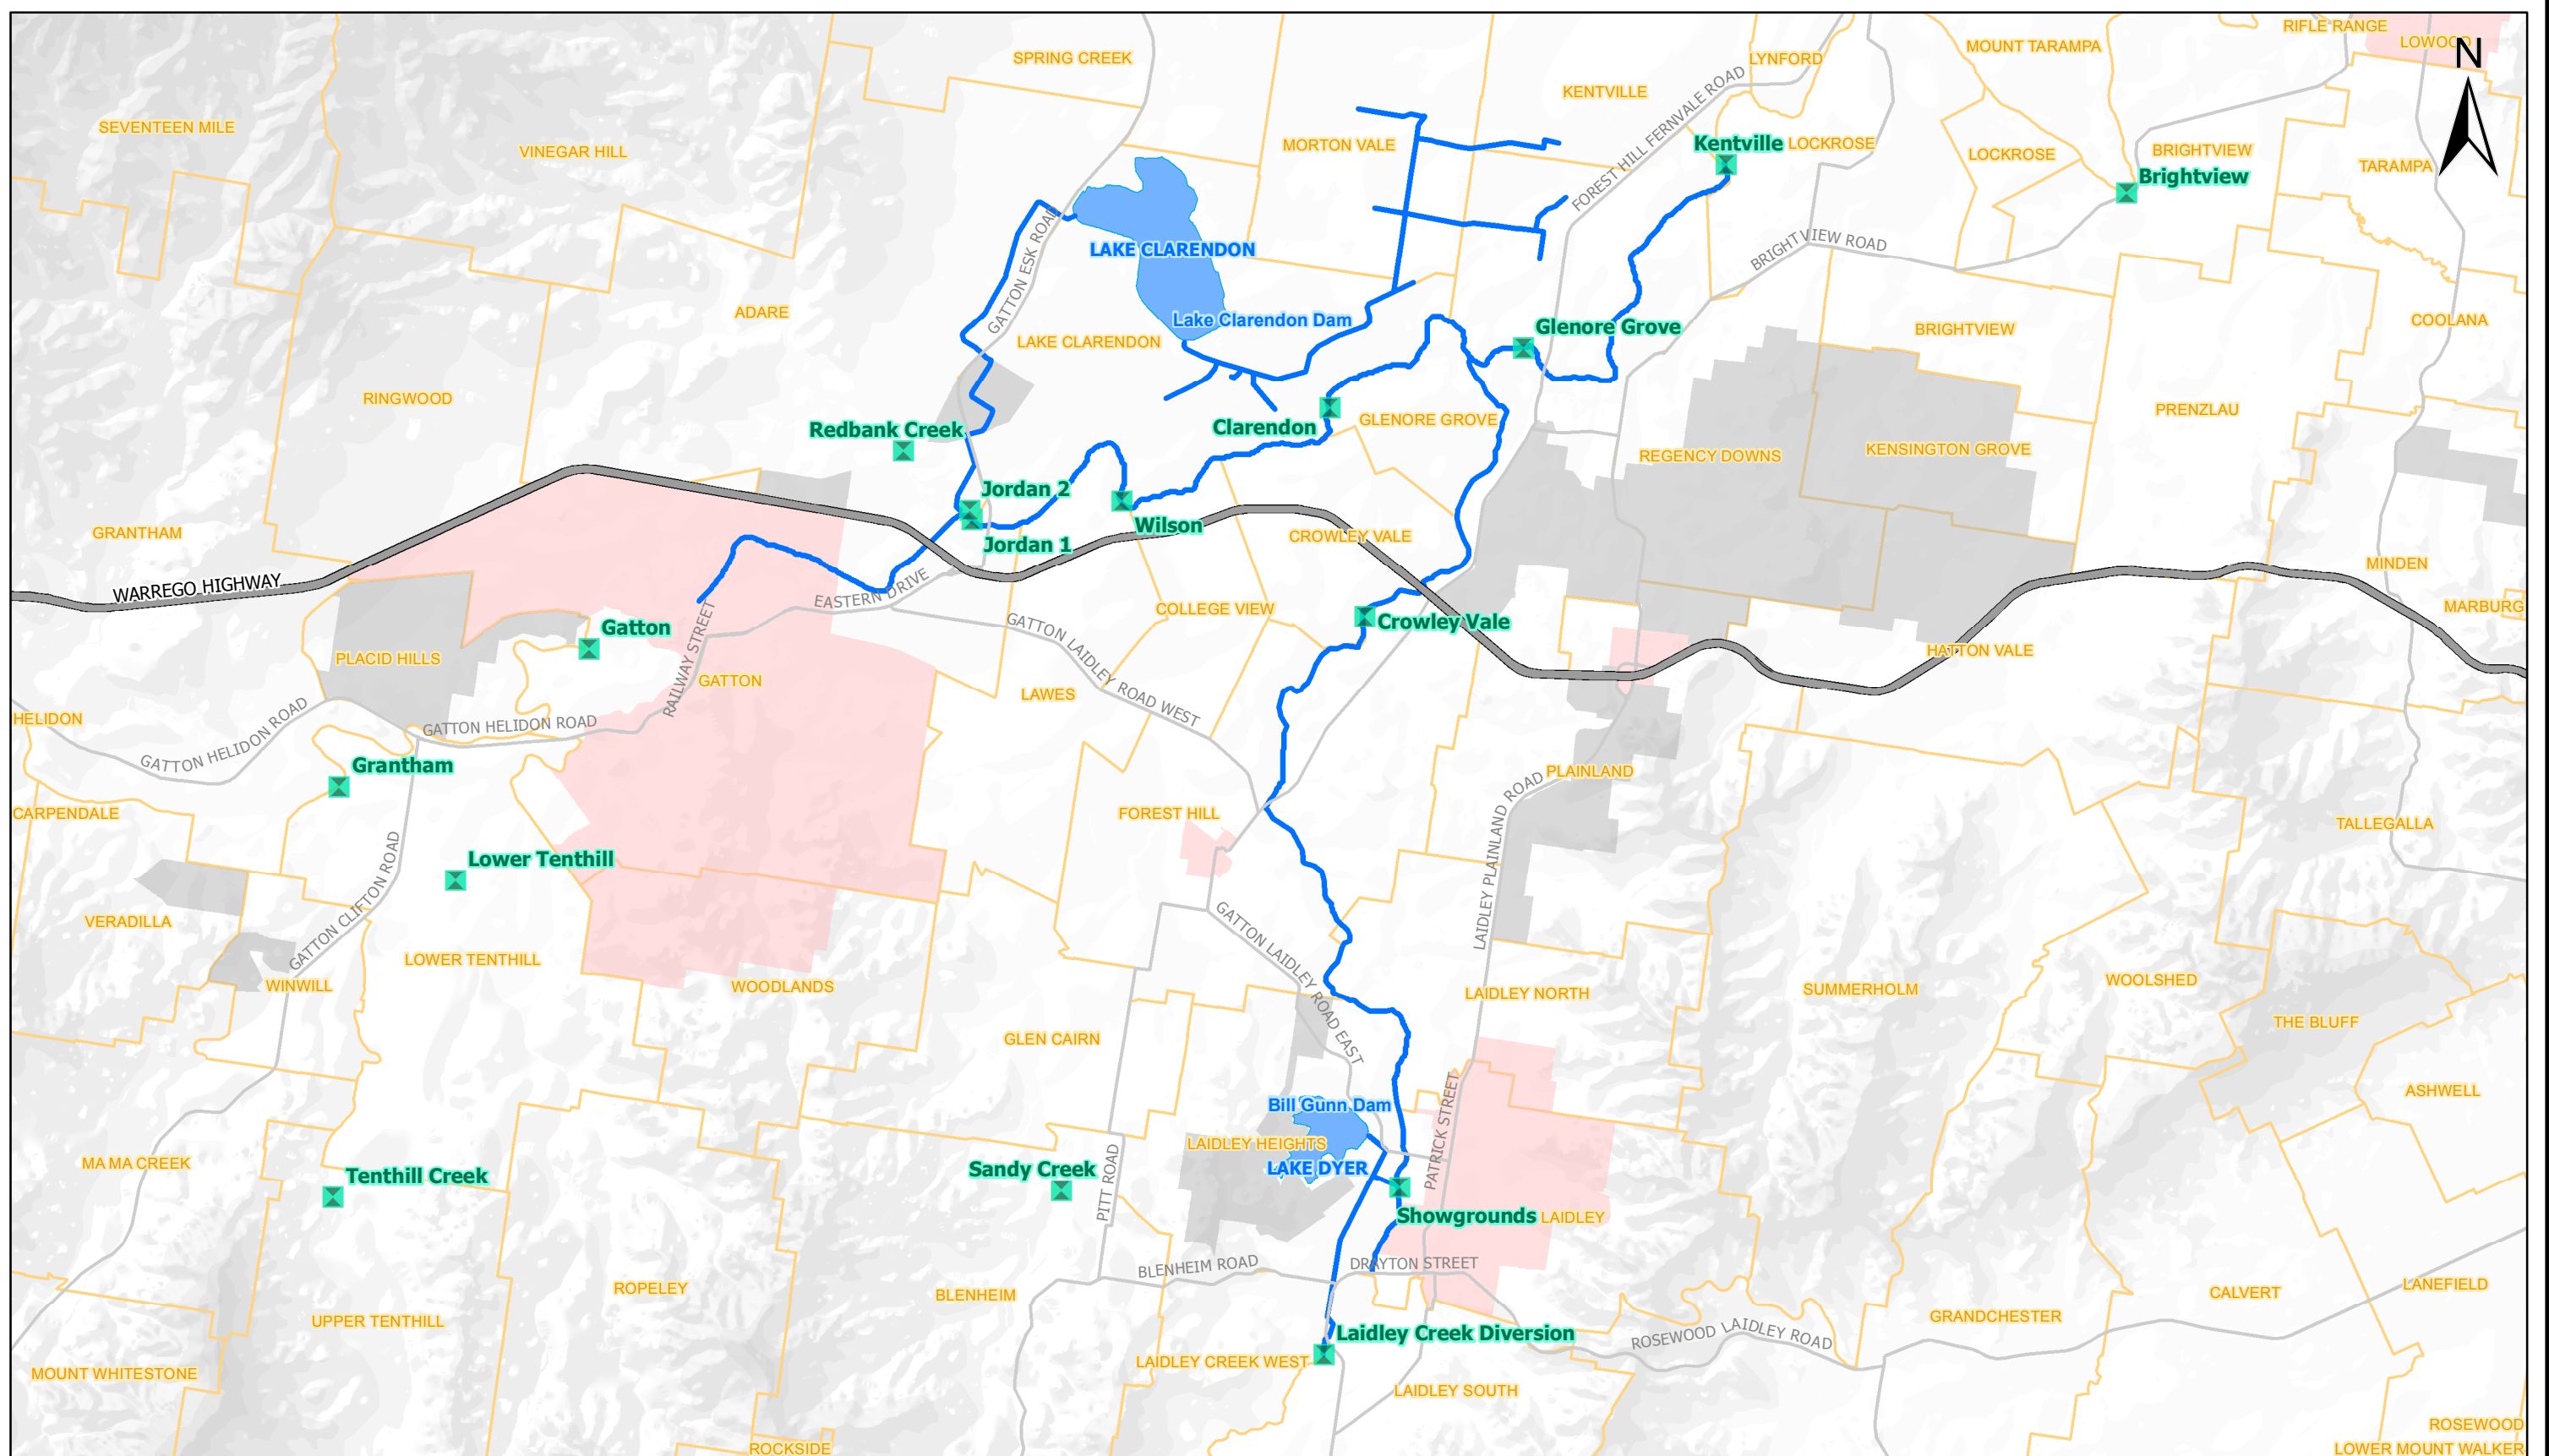 RIFLE RANGE
LOWOOD
N
SPRING CREEK
LYNFORD
MOUNT TARAMPA
KENTVILLE
SEVENTEEN MILE
VINEGAR HILL
MORTON VALE
FOREST HILL FERNVALE ROAD
Kentville
LOCKROSE
LOCKROSE
BRIGHTVIEW
TARAMPA
Brightview
GATTON ESK ROAD
LAKE CLARENDON
BRIGHTVIEW ROAD
ADARE
Lake Clarendon Dam
Glenore Grove
BRIGHTVIEW
COOLANA
LAKE CLARENDON
RINGWOOD
Redbank Creek
Clarendon
GLENORE GROVE
PRENZLAU
REGENCY DOWNS
KENSINGTON GROVE
Jordan 2
Wilson
GRANTHAM
Jordan 1
CROWLEY VALE
MINDEN
WARREGO HIGHWAY
EASTERN DRIVE
COLLEGE VIEW
MARBURG
Gatton
RAILWAY STREET
GATTON LAIDLEY ROAD WEST
Crowley Vale
PLACID HILLS
HATTON VALE
GATTON
LAWES
HELIDON
GATTON HELIDON ROAD
GATTON HELIDON ROAD
Grantham
PLAINLAND
CARPENDALE
FOREST HILL
LAIDLEY PLAINLAND ROAD
TALLEGALLA
Lower Tenthill
GATTON CLIFTON ROAD
VERADILLA
GATTON LAIDLEY ROAD EAST
LOWER TENTHILL
WINWILL
WOODLANDS
LAIDLEY NORTH
SUMMERHOLM
WOOLSHED
THE BLUFF
GLEN CAIRN
ASHWELL
Bill Gunn Dam
PATRICK STREET
LAIDLEY HEIGHTS
MA MA CREEK
Tenthill Creek
Sandy Creek
LAKE DYER
PITT ROAD
Showgrounds
LAIDLEY
BLENHEIM ROAD
DRAYTON STREET
ROPELEY
BLENHEIM
CALVERT
LANEFIELD
UPPER TENTHILL
GRANDCHESTER
Laidley Creek Diversion
ROSEWOOD LAIDLEY ROAD
LAIDLEY CREEK WEST
MOUNT WHITESTONE
LAIDLEY SOUTH
ROSEWOOD
ROCKSIDE
LOWER MOUNT WALKER